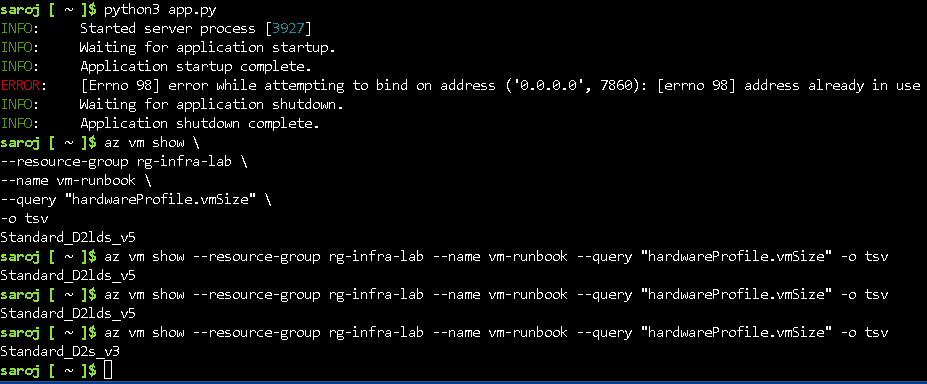 saroj [ ~ ]$ python3 app.py
INFO:     Started server process [3927]
INFO:     Waiting for application startup.
INFO:     Application startup complete.
ERROR:    [Errno 98] error while attempting to bind on address ('0.0.0.0', 7860): [errno 98] address already in use
INFO:     Waiting for application shutdown.
INFO:     Application shutdown complete.
saroj [ ~ ]$ az vm show \
--resource-group rg-infra-lab \
--name vm-runbook \
--query "hardwareProfile.vmSize" \
-o tsv
Standard_D2lds_v5
saroj [ ~ ]$ az vm show --resource-group rg-infra-lab --name vm-runbook --query "hardwareProfile.vmSize" -o tsv
Standard_D2lds_v5
saroj [ ~ ]$ az vm show --resource-group rg-infra-lab --name vm-runbook --query "hardwareProfile.vmSize" -o tsv
Standard_D2lds_v5
saroj [ ~ ]$ az vm show --resource-group rg-infra-lab --name vm-runbook --query "hardwareProfile.vmSize" -o tsv
Standard_D2s_v3
saroj [ ~ ]$